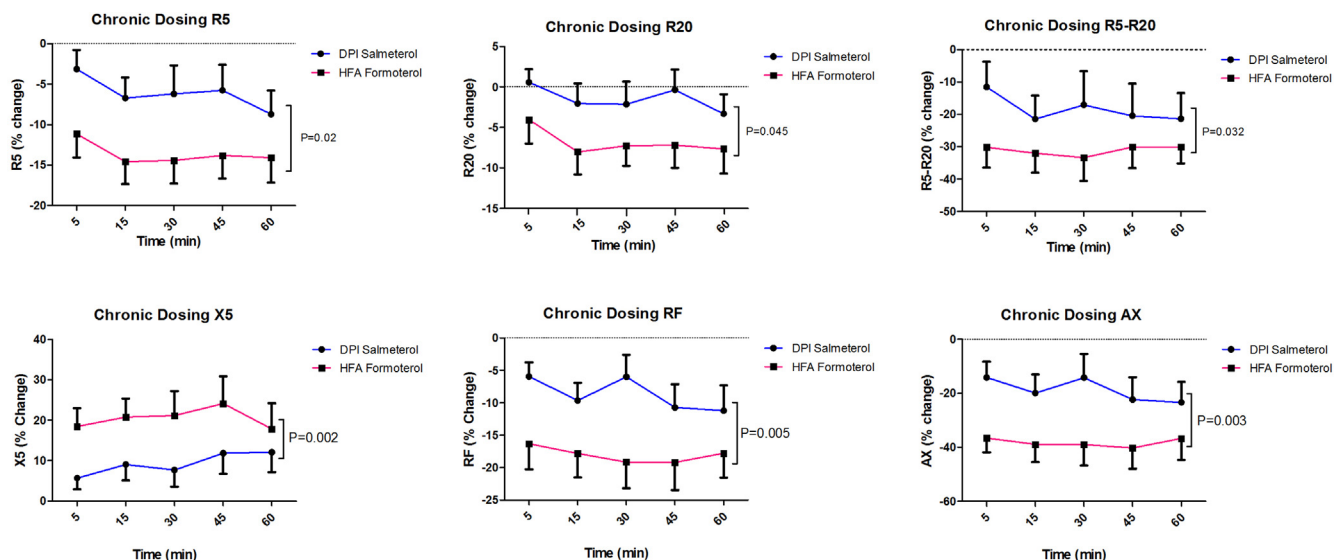 Chronic Dosing R5
0
-5
-10
-15
-20
R5 (% change)
5
15
30
45
60
Time (min)
DPI Salmeterol
HFA Formoterol
P=0.02
Chronic Dosing R20
5
0
-5
-10
-15
R20 (% change)
5
15
30
45
60
Time (min)
DPI Salmeterol
HFA Formoterol
P=0.045
Chronic Dosing R5-R20
0
-10
-20
-30
-40
-50
R5-R20 (% change)
5
15
30
45
60
Time (min)
DPI Salmeterol
HFA Formoterol
P=0.032
Chronic Dosing X5
40
30
20
10
0
X5 (% Change)
5
15
30
45
60
Time (min)
DPI Salmeterol
HFA Formoterol
P=0.002
Chronic Dosing RF
0
-5
-10
-15
-20
-25
RF (% Change)
5
15
30
45
60
Time (min)
DPI Salmeterol
HFA Formoterol
P=0.005
Chronic Dosing AX
0
-20
-40
-60
AX (% change)
5
15
30
45
60
Time (min)
DPI Salmeterol
HFA Formoterol
P=0.003